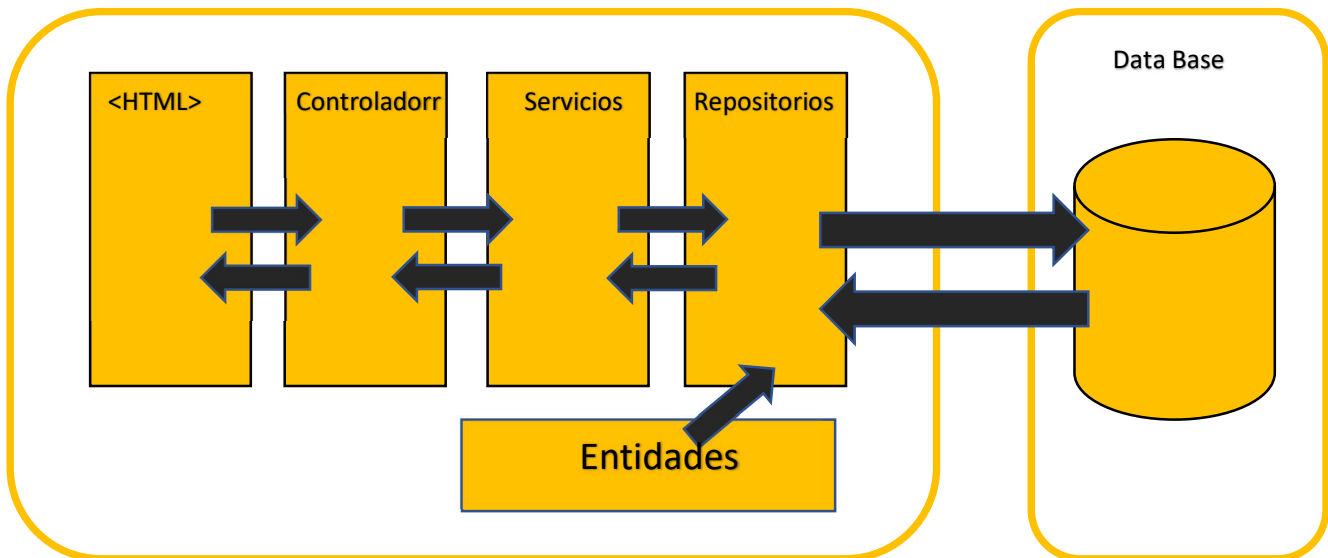 <HTML>
Controladorr
Servicios
Repositorios
Data Base
Entidades